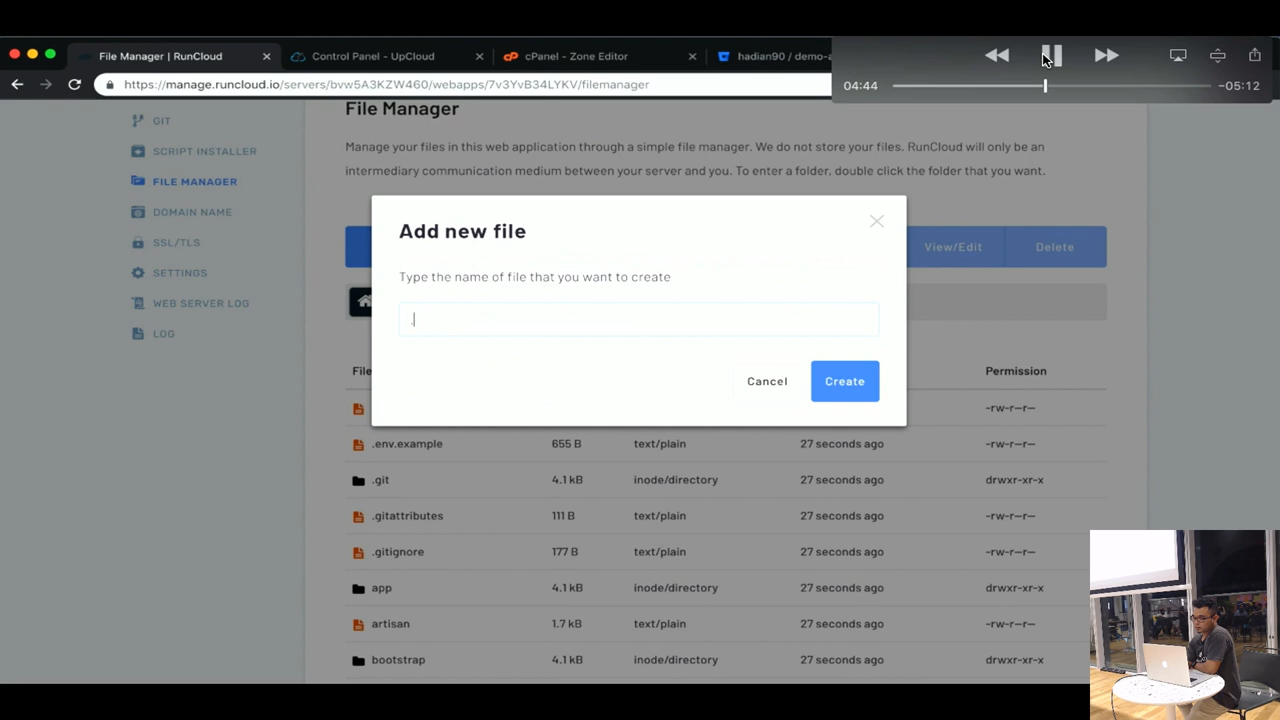 File Manager | RunCloud
Control Panel - UpCloud
cPanel - Zone Editor
hadian90 / demo-a
https://manage.runcloud.io/servers/bvw5A3KZW460/webapps/7v3YvB34LYKV/filemanager
04:44
-05:12
GIT
SCRIPT INSTALLER
FILE MANAGER
DOMAIN NAME
SSL/TLS
SETTINGS
WEB SERVER LOG
LOG
File Manager
Manage your files in this web application through a simple file manager. We do not store your files. RunCloud will only be an
intermediary communication medium between your server and you. To enter a folder, double click the folder that you want.
View/Edit
Delete
Add new file
Type the name of file that you want to create
.
Cancel
Create
File
Permission
-rw-r--r--
.env.example 655 B text/plain 27 seconds ago -rw-r--r--
.git 4.1 kB inode/directory 27 seconds ago drwxr-xr-x
.gitattributes 111 B text/plain 27 seconds ago -rw-r--r--
.gitignore 177 B text/plain 27 seconds ago -rw-r--r--
app 4.1 kB inode/directory 27 seconds ago drwxr-xr-x
artisan 1.7 kB text/plain 27 seconds ago -rw-r--r--
bootstrap 4.1 kB inode/directory 27 seconds ago drwxr-xr-x